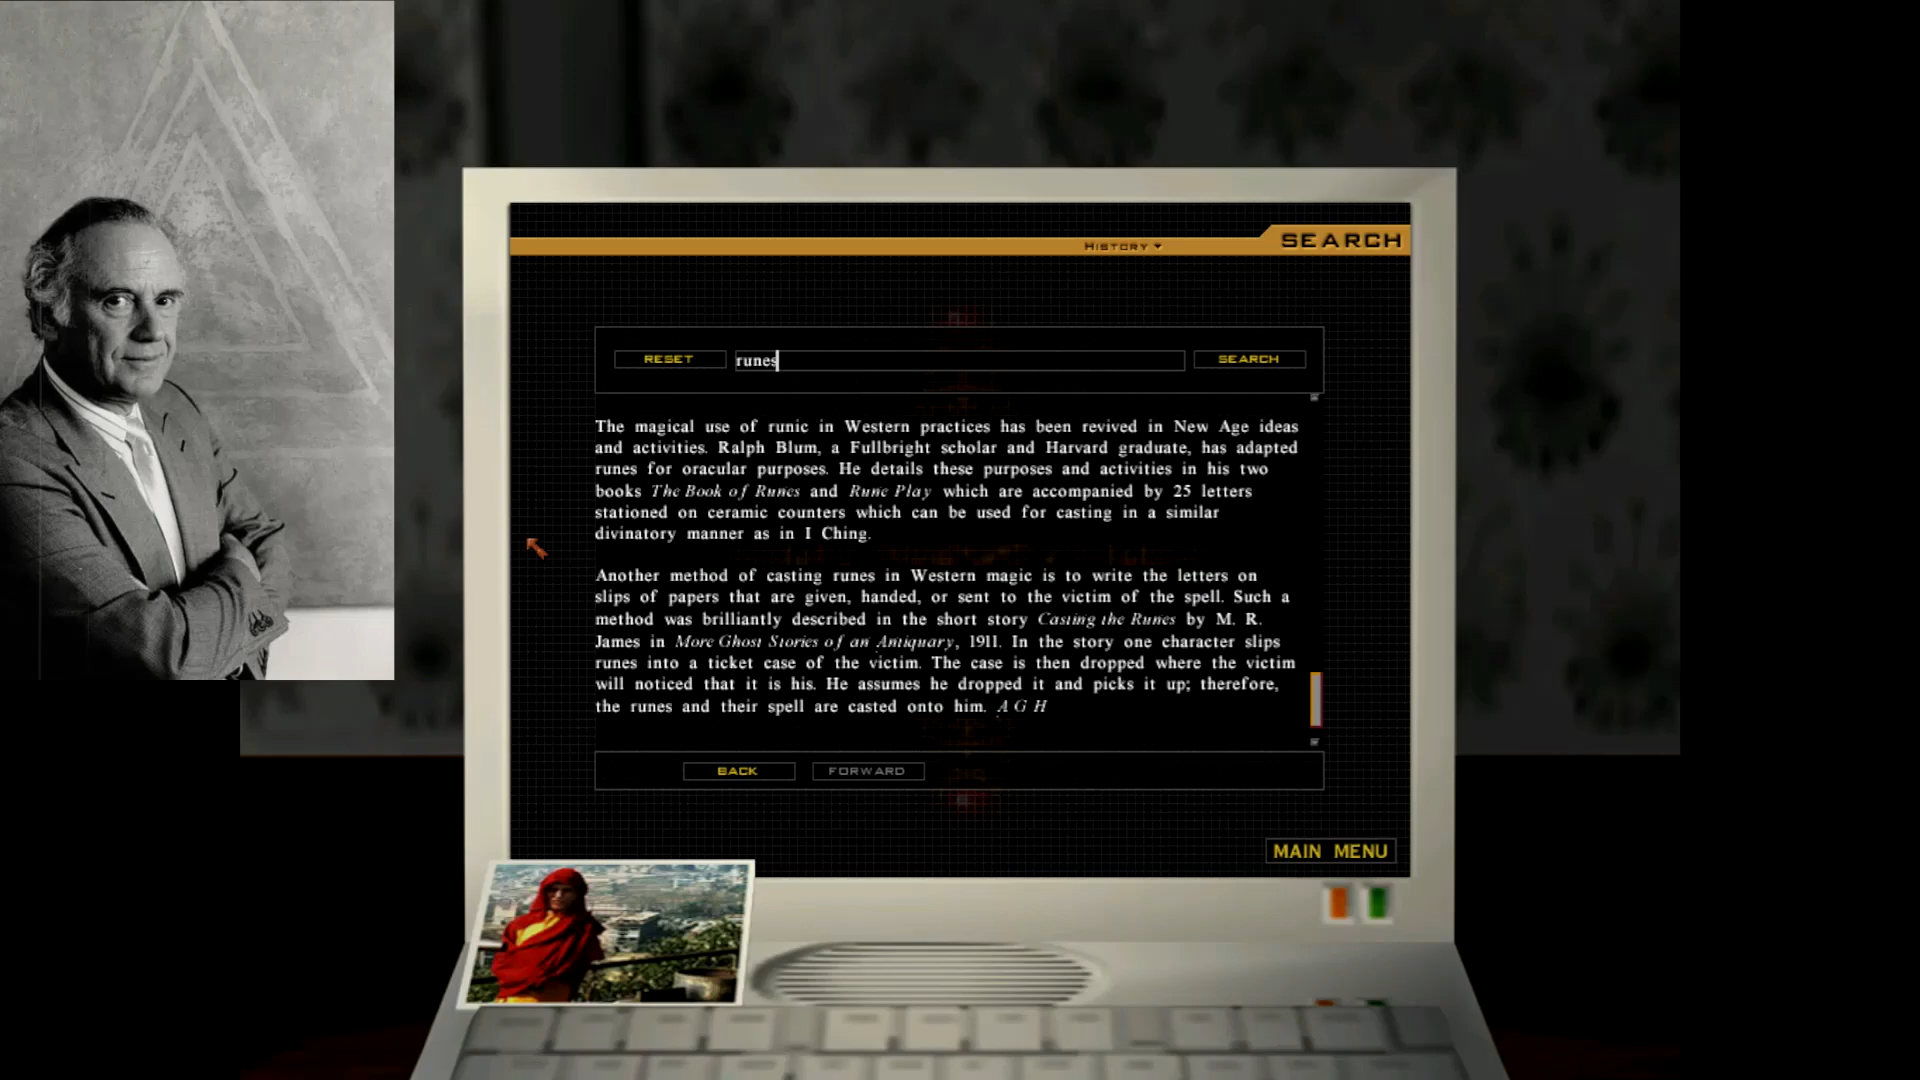 HISTORY
SEARCH
RESET
runes
SEARCH
The magical use of runic in Western practices has been revived in New Age ideas
and activities. Ralph Blum, a Fullbright scholar and Harvard graduate, has adapted
runes for oracular purposes. He details these purposes and activities in his two
books The Book of Runes and Rune Play which are accompanied by 25 letters
stationed on ceramic counters which can be used for casting in a similar
divinatory manner as in I Ching.
Another method of casting runes in Western magic is to write the letters on
slips of papers that are given, handed, or sent to the victim of the spell. Such a
method was brilliantly described in the short story Casting the Runes by M. R.
James in More Ghost Stories of an Antiquary, 1911. In the story one character slips
runes into a ticket case of the victim. The case is then dropped where the victim
will noticed that it is his. He assumes he dropped it and picks it up; therefore,
the runes and their spell are casted onto him. A G H
BACK
FORWARD
MAIN MENU